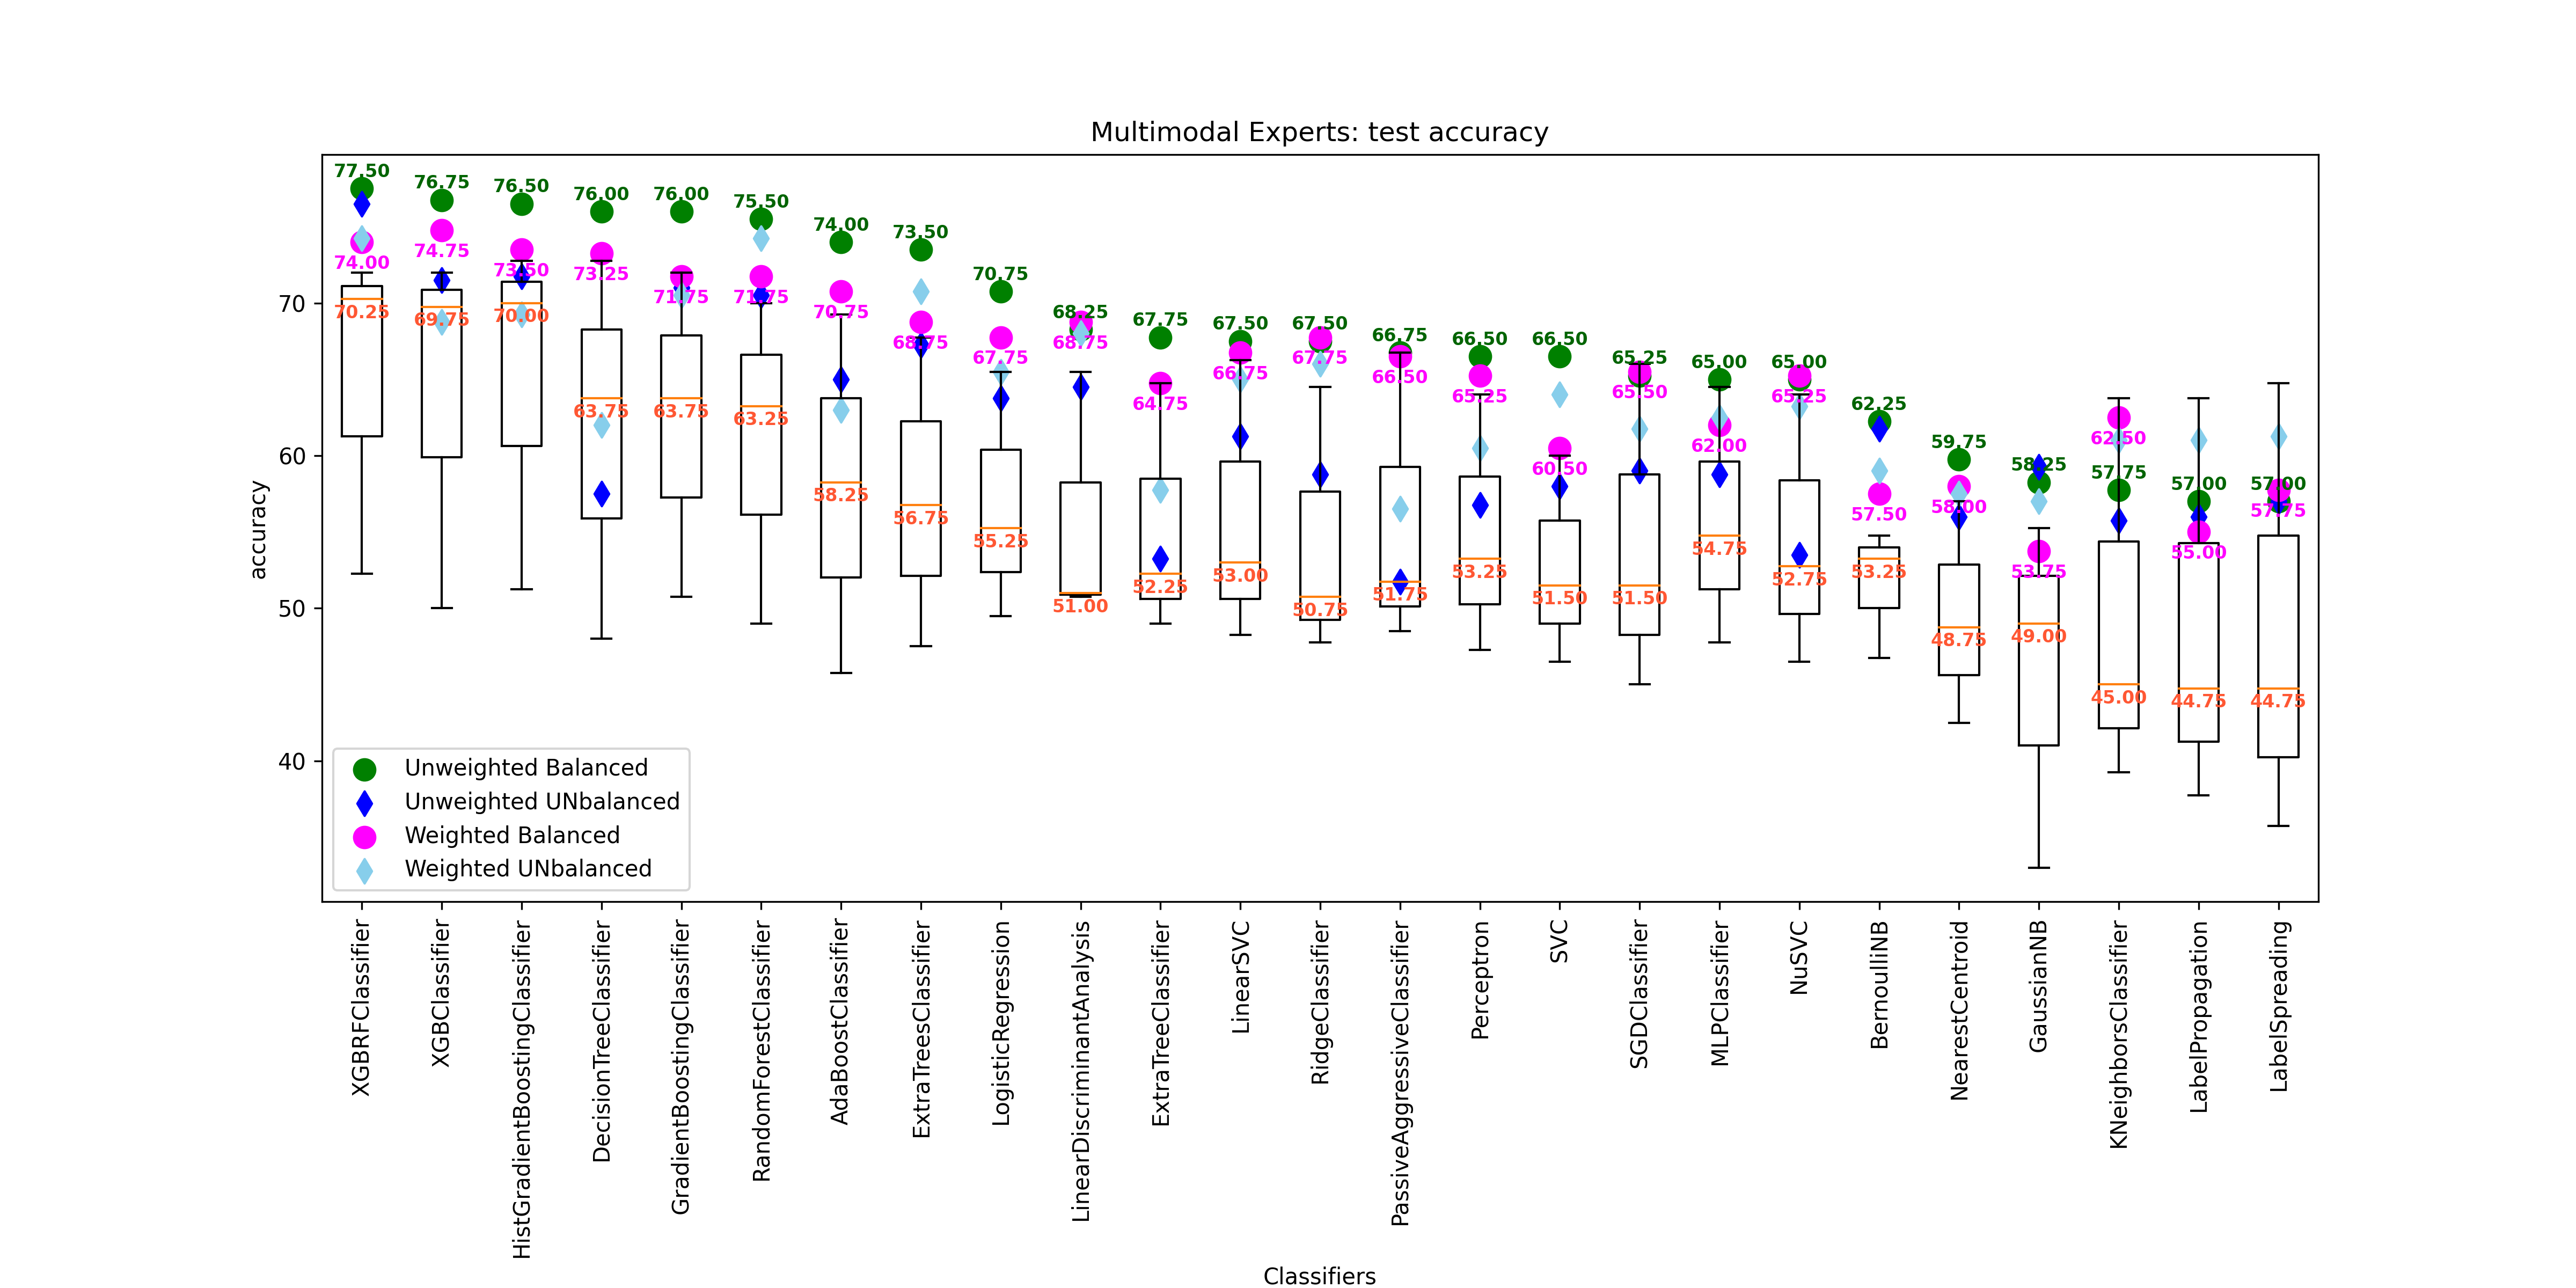 Multimodal Experts: test accuracy
accuracy
70
60
50
40
77.50
74.00
70.25
76.75
74.75
69.75
76.50
73.50
70.00
76.00
73.25
63.75
76.00
71.75
63.75
75.50
71.75
63.25
74.00
70.75
58.25
73.50
68.75
56.75
70.75
67.75
55.25
68.25
68.75
51.00
67.75
64.75
52.25
67.50
66.75
53.00
67.50
67.75
50.75
66.75
66.50
51.75
66.50
65.25
53.25
66.50
60.50
51.50
65.25
65.50
51.50
65.00
62.00
54.75
65.00
65.25
52.75
62.25
57.50
53.25
59.75
58.00
48.75
58.25
53.75
49.00
57.75
62.50
45.00
57.00
55.00
44.75
57.00
57.75
44.75
Unweighted Balanced
Unweighted UNbalanced
Weighted Balanced
Weighted UNbalanced
XGBRFClassifier
XGBClassifier
HistGradientBoostingClassifier
DecisionTreeClassifier
GradientBoostingClassifier
RandomForestClassifier
AdaBoostClassifier
ExtraTreesClassifier
LogisticRegression
LinearDiscriminantAnalysis
ExtraTreeClassifier
LinearSVC
RidgeClassifier
PassiveAggressiveClassifier
Perceptron
SVC
SGDClassifier
MLPClassifier
NuSVC
BernoulliNB
NearestCentroid
GaussianNB
KNeighborsClassifier
LabelPropagation
LabelSpreading
Classifiers